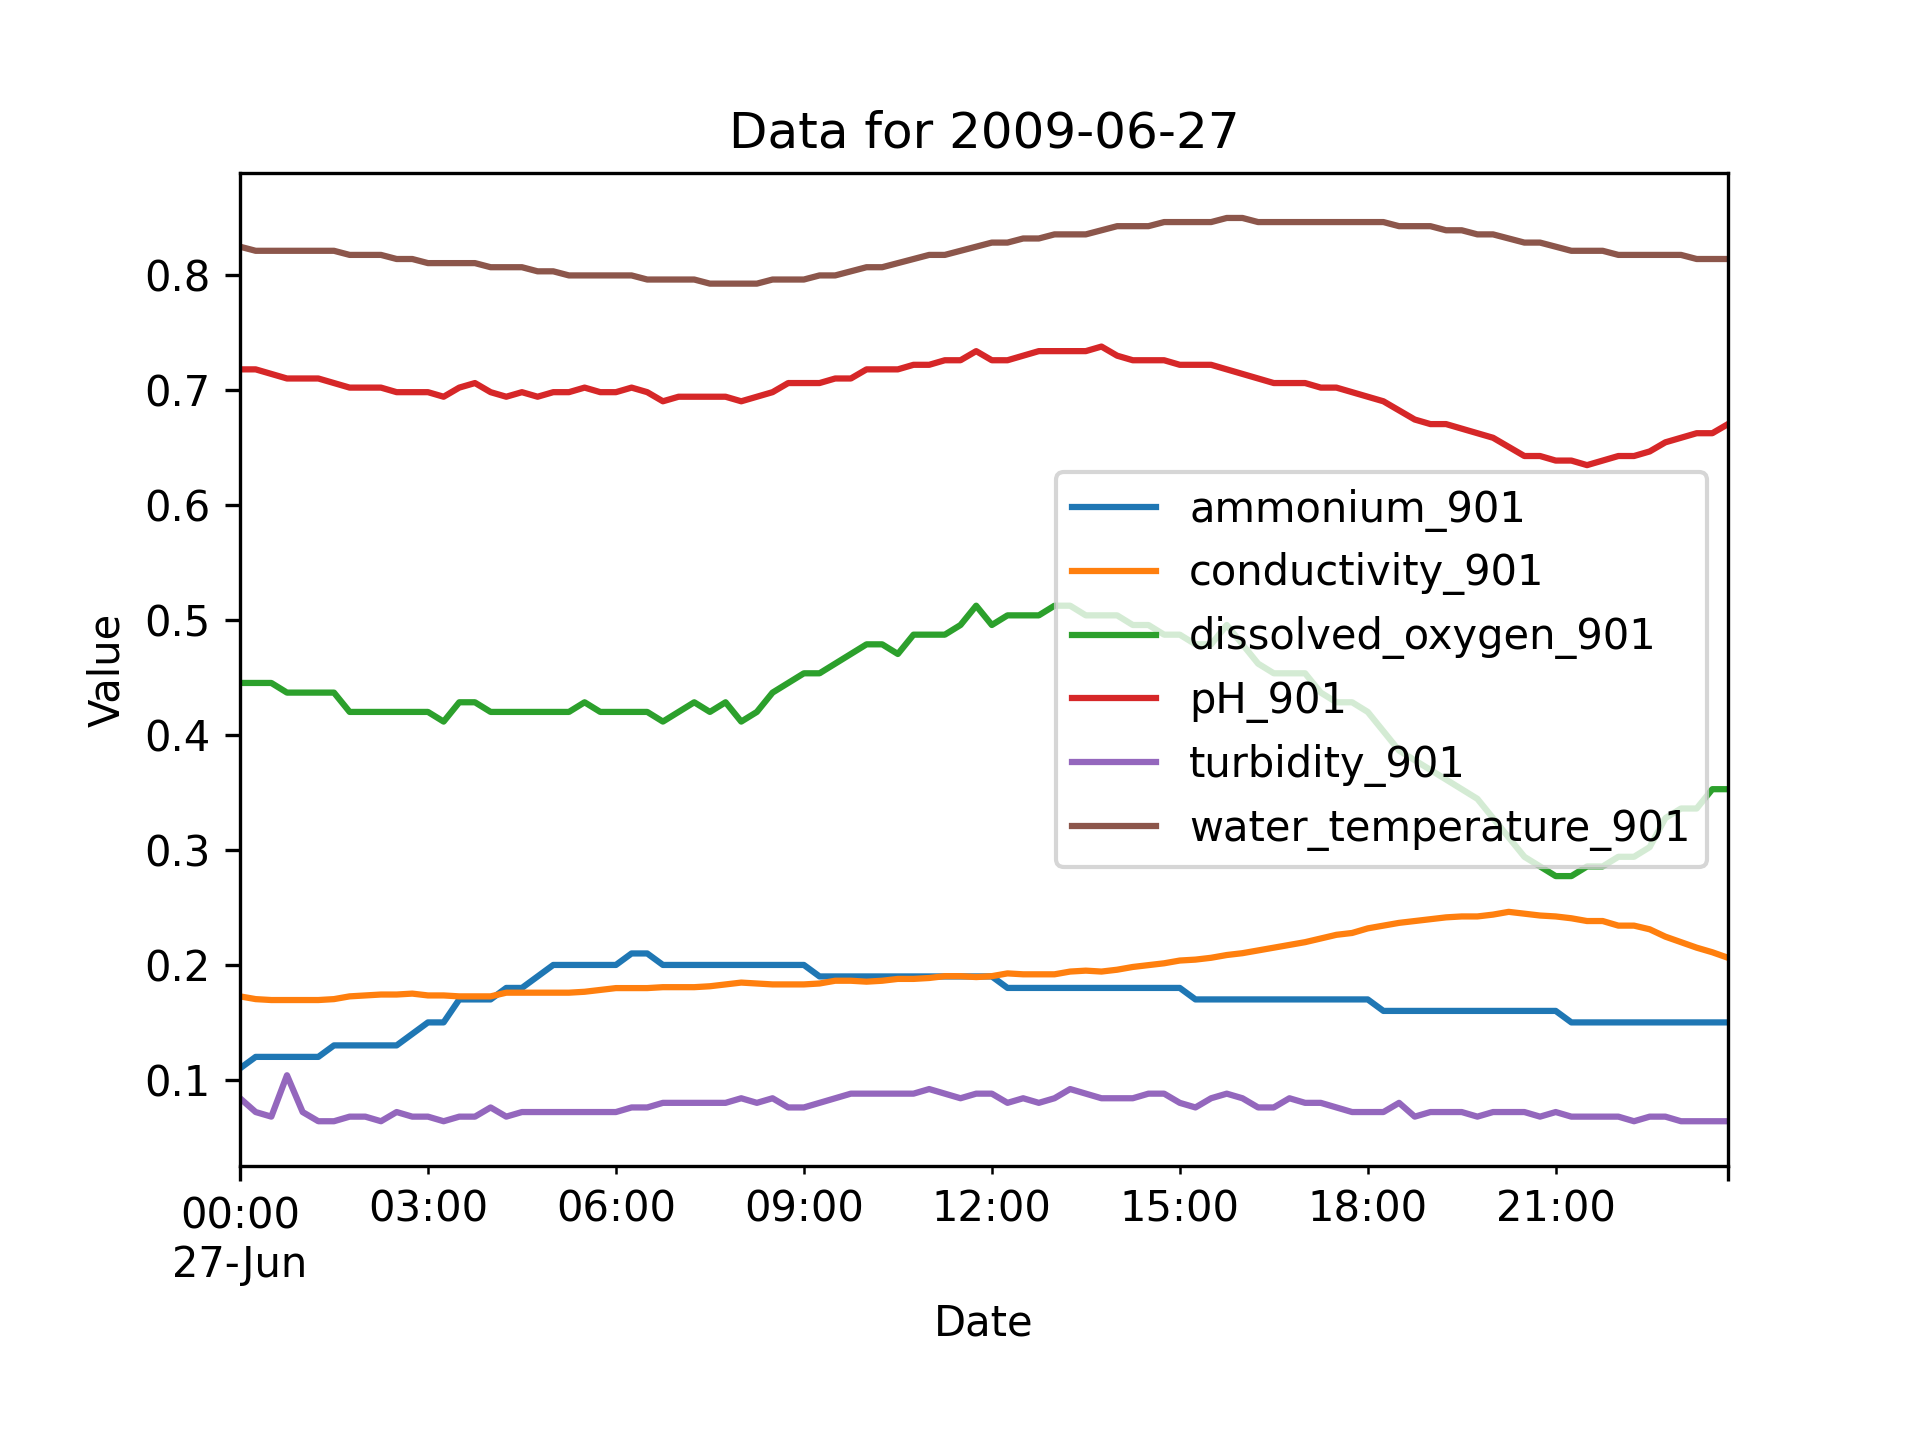 Data for 2009-06-27
Value
0.8
0.7
0.6
0.5
0.4
0.3
0.2
0.1
ammonium_901
conductivity_901
dissolved_oxygen_901
pH_901
turbidity_901
water_temperature_901
00:00 03:00 06:00 09:00 12:00 15:00 18:00 21:00
27-Jun
Date